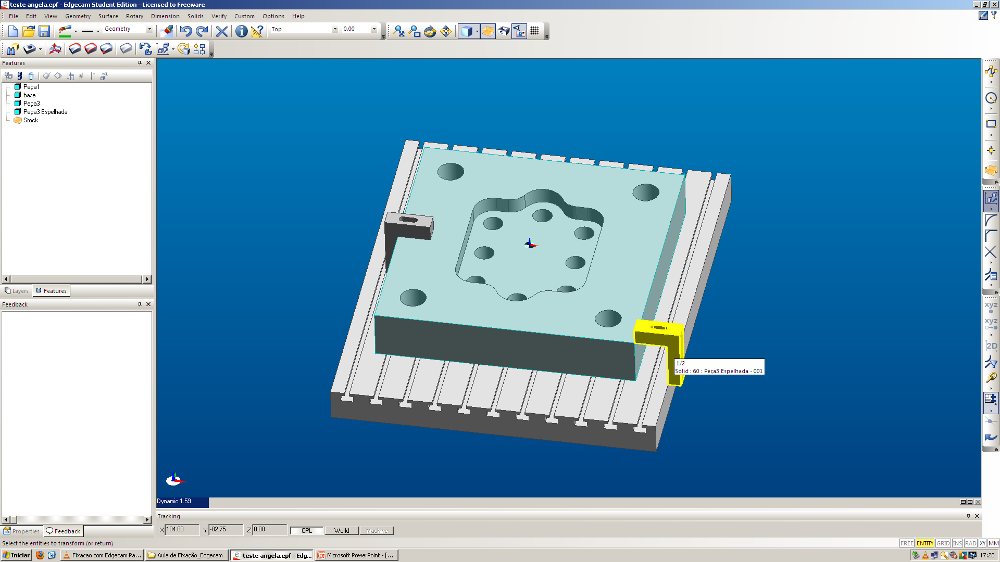 teste angela.epf - Edgecam Student Edition - Licensed to Freeware
File Edit View Geometry Surface Rotary Dimension Solids Verify Custom Options Help
Geometry Top 0.00
Features
Peça1
base
Peça3
Peça3 Espelhada
Stock
Layers Features
Feedback
1/2
Solid : 60 : Peça3 Espelhada - 001
xyz
xyz
2D
Dynamic 1.59
Tracking
X 104.80 Y -82.75 Z 0.00 CPL World Machine
Properties Feedback
Select the entities to transform (or return)
FREE ENTITY GRID INS RAD XY MM
Iniciar Fixacao com Edgecam Pa... Aula de Fixação_Edgecam teste angela.epf - Edg... Microsoft PowerPoint - [... 17:28